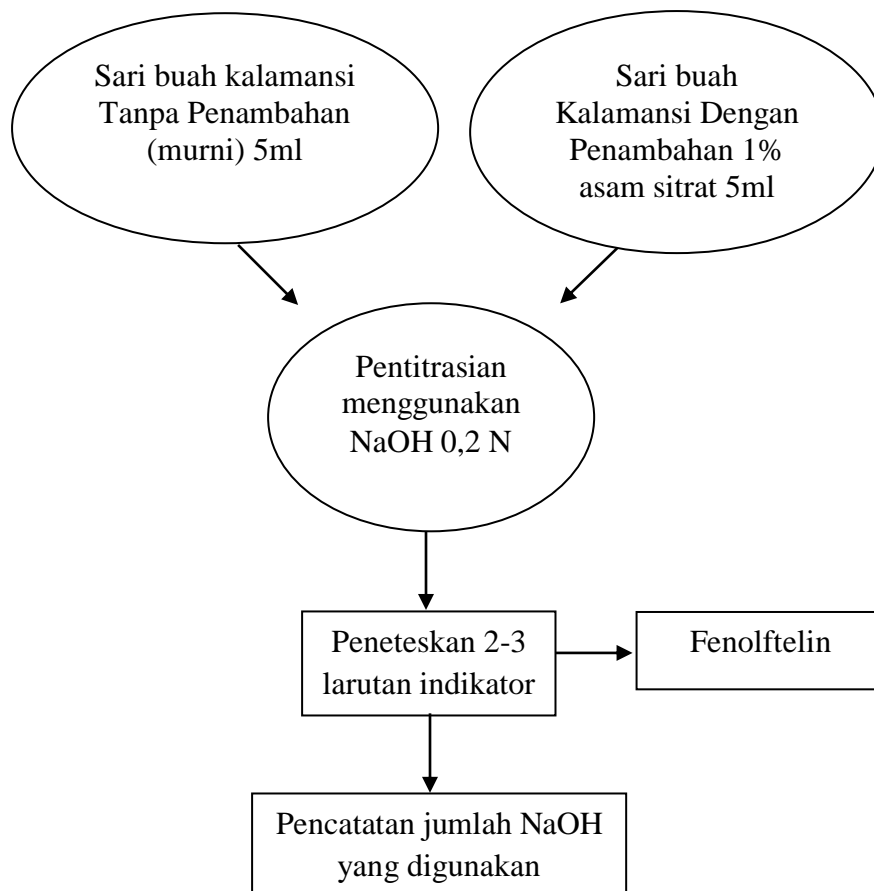 Sari buah kalamansi
Tanpa Penambahan
(murni) 5ml
Sari buah
Kalamansi Dengan
Penambahan 1%
asam sitrat 5ml
Pentitrasian
menggunakan
NaOH 0,2 N
Peneteskan 2-3
larutan indikator
Fenolftelin
Pencatatan jumlah NaOH
yang digunakan